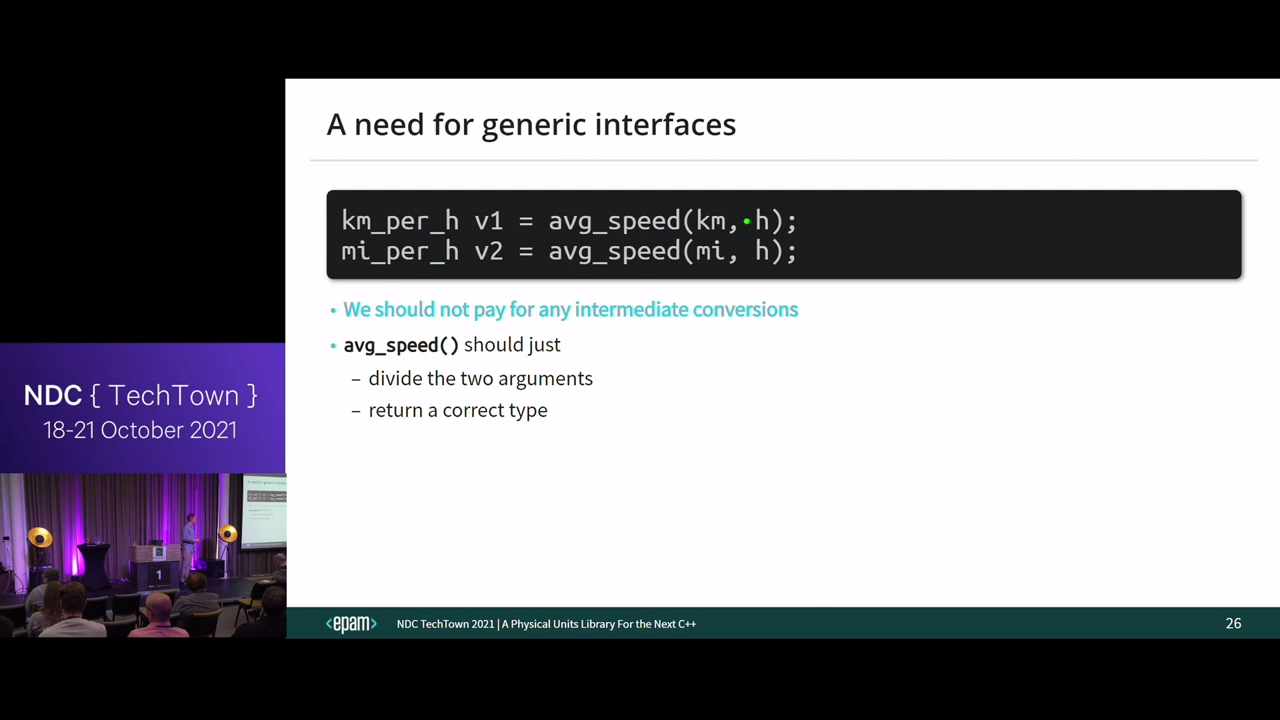 A need for generic interfaces
km_per_h v1 = avg_speed(km, h);
mi_per_h v2 = avg_speed(mi, h);
• We should not pay for any intermediate conversions
• avg_speed() should just
– divide the two arguments
– return a correct type
NDC { TechTown }
18-21 October 2021
1
<epam>
NDC TechTown 2021 | A Physical Units Library For the Next C++
26